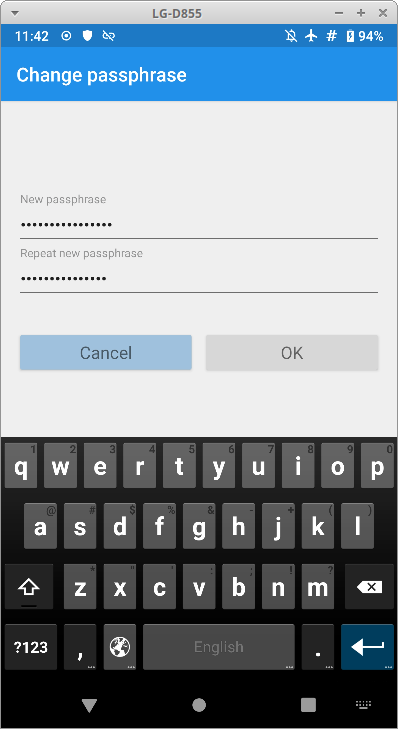 LG-D855
11:42 # 94%
Change passphrase
New passphrase
••••••••••••••••
Repeat new passphrase
•••••••••••••••
Cancel OK
1 2 3 4 5 6 7 8 9 0
q w e r t y u i o p
@ # $ % & - + ( )
a s d f g h j k l
* " ' : ; ! ?
z x c v b n m
?123 , English .